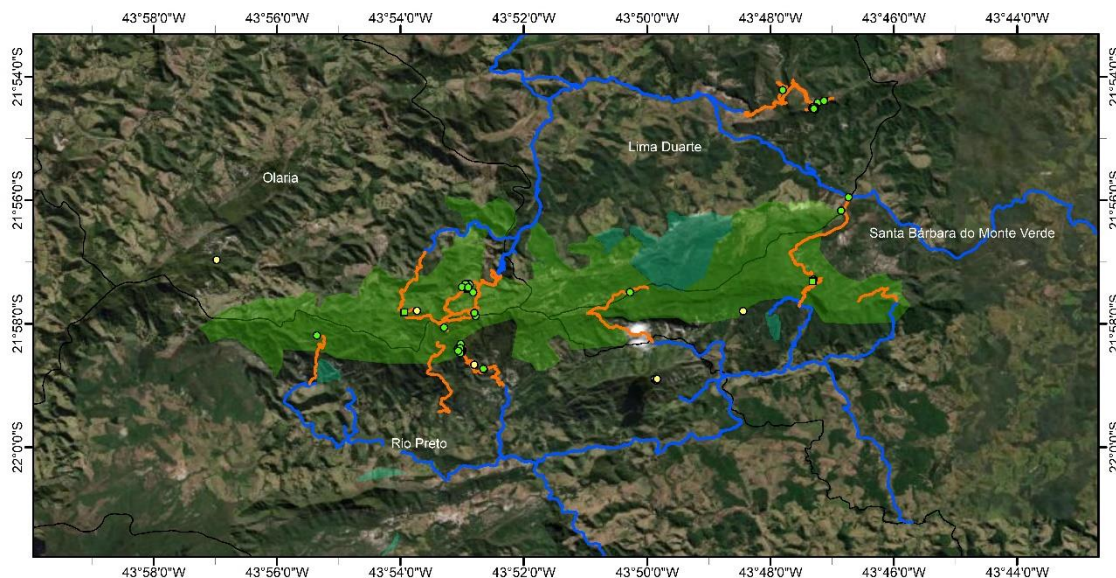 43°58'0"W 43°56'0"W 43°54'0"W 43°52'0"W 43°50'0"W 43°48'0"W 43°46'0"W 43°44'0"W
21°54'0"S 21°54'0"S
Lima Duarte
Olaria
21°56'0"S 21°56'0"S
Santa Bárbara do Monte Verde
21°58'0"S 21°58'0"S
Rio Preto
22°0'0"S 22°0'0"S
43°58'0"W 43°56'0"W 43°54'0"W 43°52'0"W 43°50'0"W 43°48'0"W 43°46'0"W 43°44'0"W